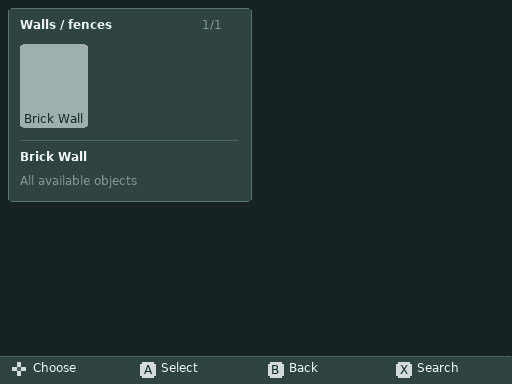 Walls / fences 1/1
Brick Wall
Brick Wall
All available objects
Choose A Select B Back X Search